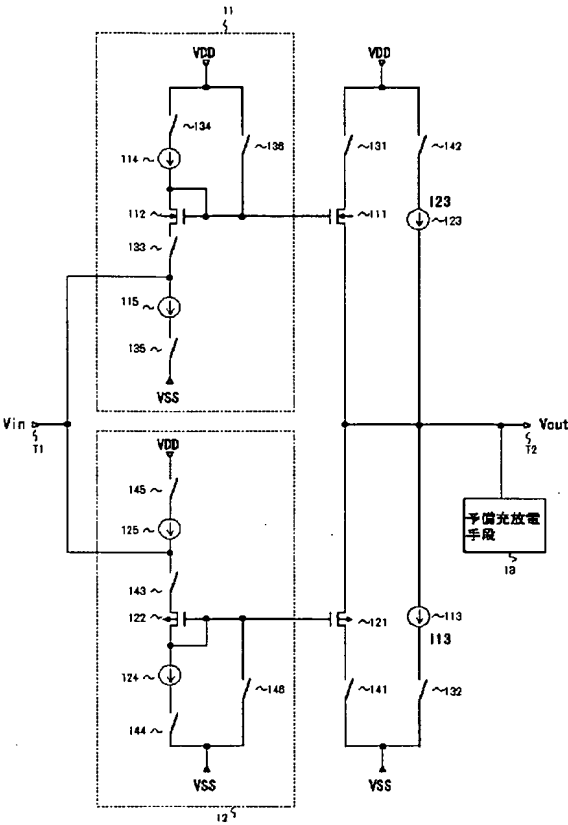 11
VDD
VDD
~134
~136
~131
~142
114~
I23
112~
~111
~123
133~
115~
135~
VSS
Vin
T1
Vout
T2
VDD
145~
125~
予備充放電
手段
13
143~
122~
~121
~113
I13
124~
~146
~141
~132
144~
VSS
VSS
12